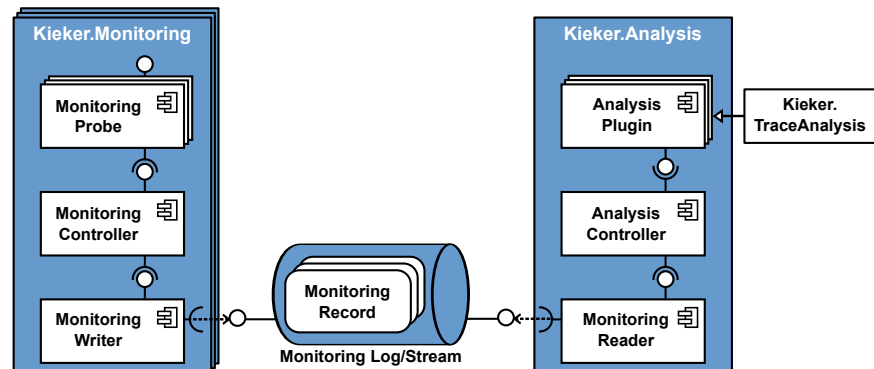 Kieker.Monitoring
Monitoring
Probe
Monitoring
Controller
Monitoring
Writer
Monitoring
Record
Monitoring Log/Stream
Kieker.Analysis
Analysis
Plugin
Kieker.
TraceAnalysis
Analysis
Controller
Monitoring
Reader